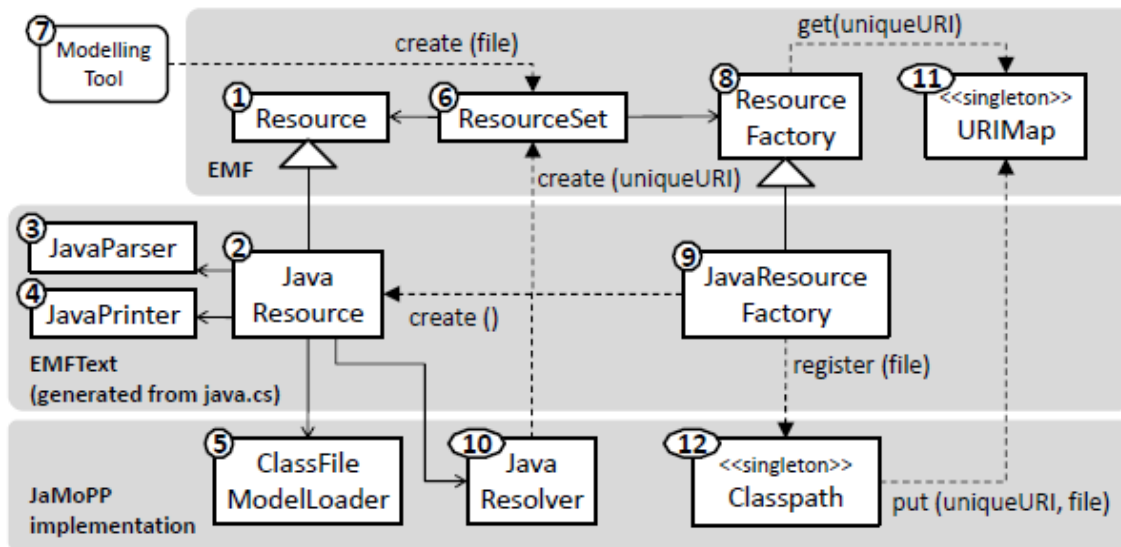 7
Modelling
Tool
create (file)
get(uniqueURI)
1
Resource
6
ResourceSet
8
Resource
Factory
11
<<singleton>>
URIMap
EMF
create (uniqueURI)
3
JavaParser
4
JavaPrinter
2
Java
Resource
create ()
9
JavaResource
Factory
EMFText
(generated from java.cs)
register (file)
5
ClassFile
ModelLoader
10
Java
Resolver
12
<<singleton>>
Classpath
put (uniqueURI, file)
JaMoPP
implementation